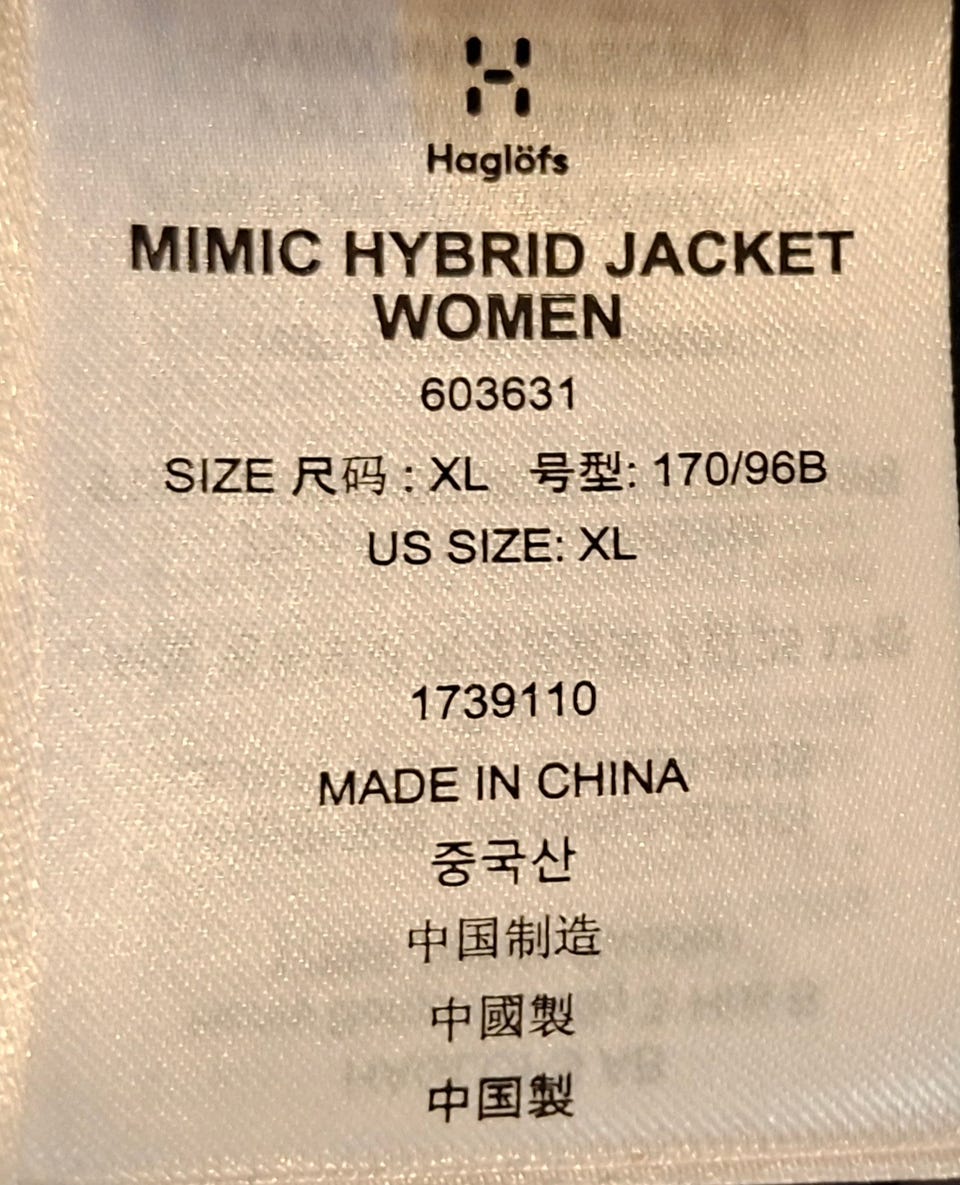 Haglöfs
MIMIC HYBRID JACKET
WOMEN
603631
SIZE 尺码 : XL 号型: 170/96B
US SIZE: XL
1739110
MADE IN CHINA
중국산
中国制造
中國製
中国製